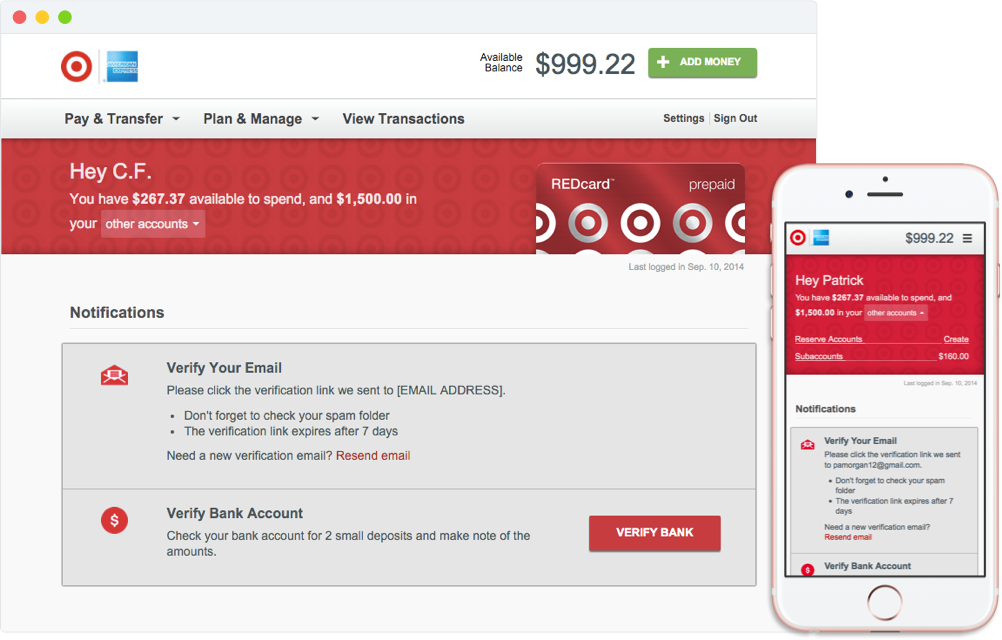 AMERICAN
EXPRESS
Available
Balance
$999.22
+ ADD MONEY
Pay & Transfer
Plan & Manage
View Transactions
Settings
Sign Out
Hey C.F.
You have $267.37 available to spend, and $1,500.00 in
your other accounts
REDcard™
prepaid
Last logged in Sep. 10, 2014
Notifications
Verify Your Email
Please click the verification link we sent to [EMAIL ADDRESS].
• Don't forget to check your spam folder
• The verification link expires after 7 days
Need a new verification email? Resend email
$
Verify Bank Account
Check your bank account for 2 small deposits and make note of the
amounts.
VERIFY BANK
$999.22
Hey Patrick
You have $267.37 available to spend, and
$1,500.00 in your other accounts
Reserve Accounts Create
Subaccounts $160.00
Last logged in Sep. 10, 2014
Notifications
Verify Your Email
Please click the verification link we sent
to pamorgan12@gmail.com.
• Don't forget to check your spam
folder
• The verification link expires after 7
days
Need a new verification email?
Resend email
$
Verify Bank Account